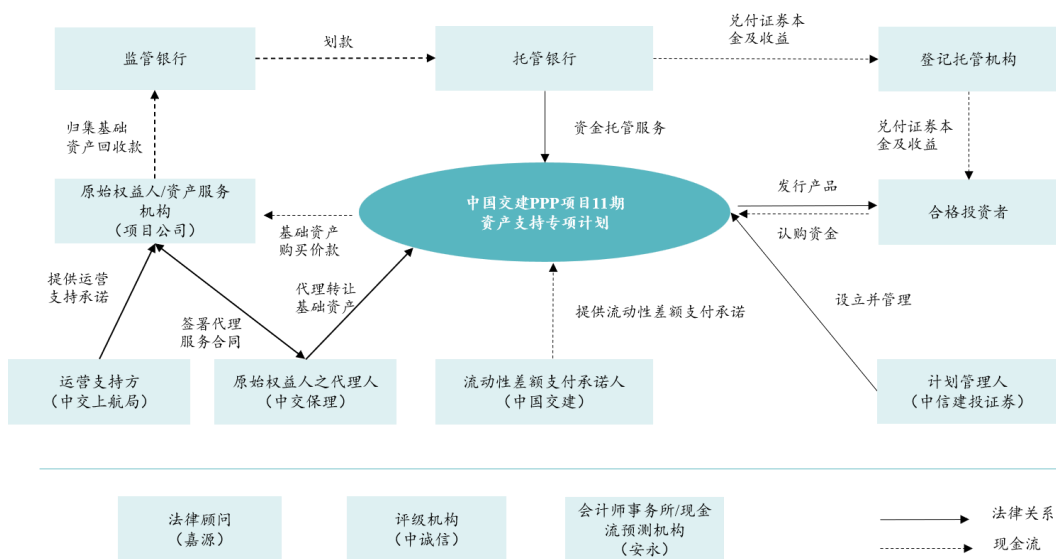 监管银行
划款
托管银行
兑付证券本
金及收益
登记托管机构
归集基础
资产回收款
资金托管服务
兑付证券本
金及收益
原始权益人/资产服务
机构
（项目公司）
基础资产
购买价款
中国交建PPP项目11期
资产支持专项计划
发行产品
认购资金
合格投资者
提供运营
支持承诺
签署代理
服务合同
代理转让
基础资产
提供流动性差额支付承诺
设立并管理
运营支持方
（中交上航局）
原始权益人之代理人
（中交保理）
流动性差额支付承诺人
（中国交建）
计划管理人
（中信建投证券）
法律顾问
（嘉源）
评级机构
（中诚信）
会计师事务所/现金
流预测机构
（安永）
法律关系
现金流